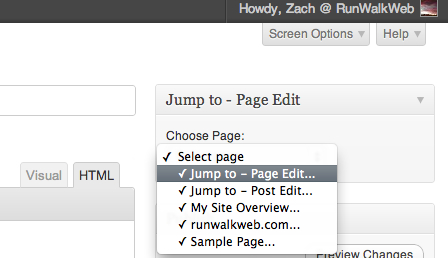 Howdy, Zach @ RunWalkWeb
Screen Options
Help
Jump to - Page Edit
Choose Page:
✓ Select page
✓ Jump to – Page Edit...
✓ Jump to – Post Edit...
✓ My Site Overview...
✓ runwalkweb.com...
✓ Sample Page...
Visual
HTML
Preview Changes